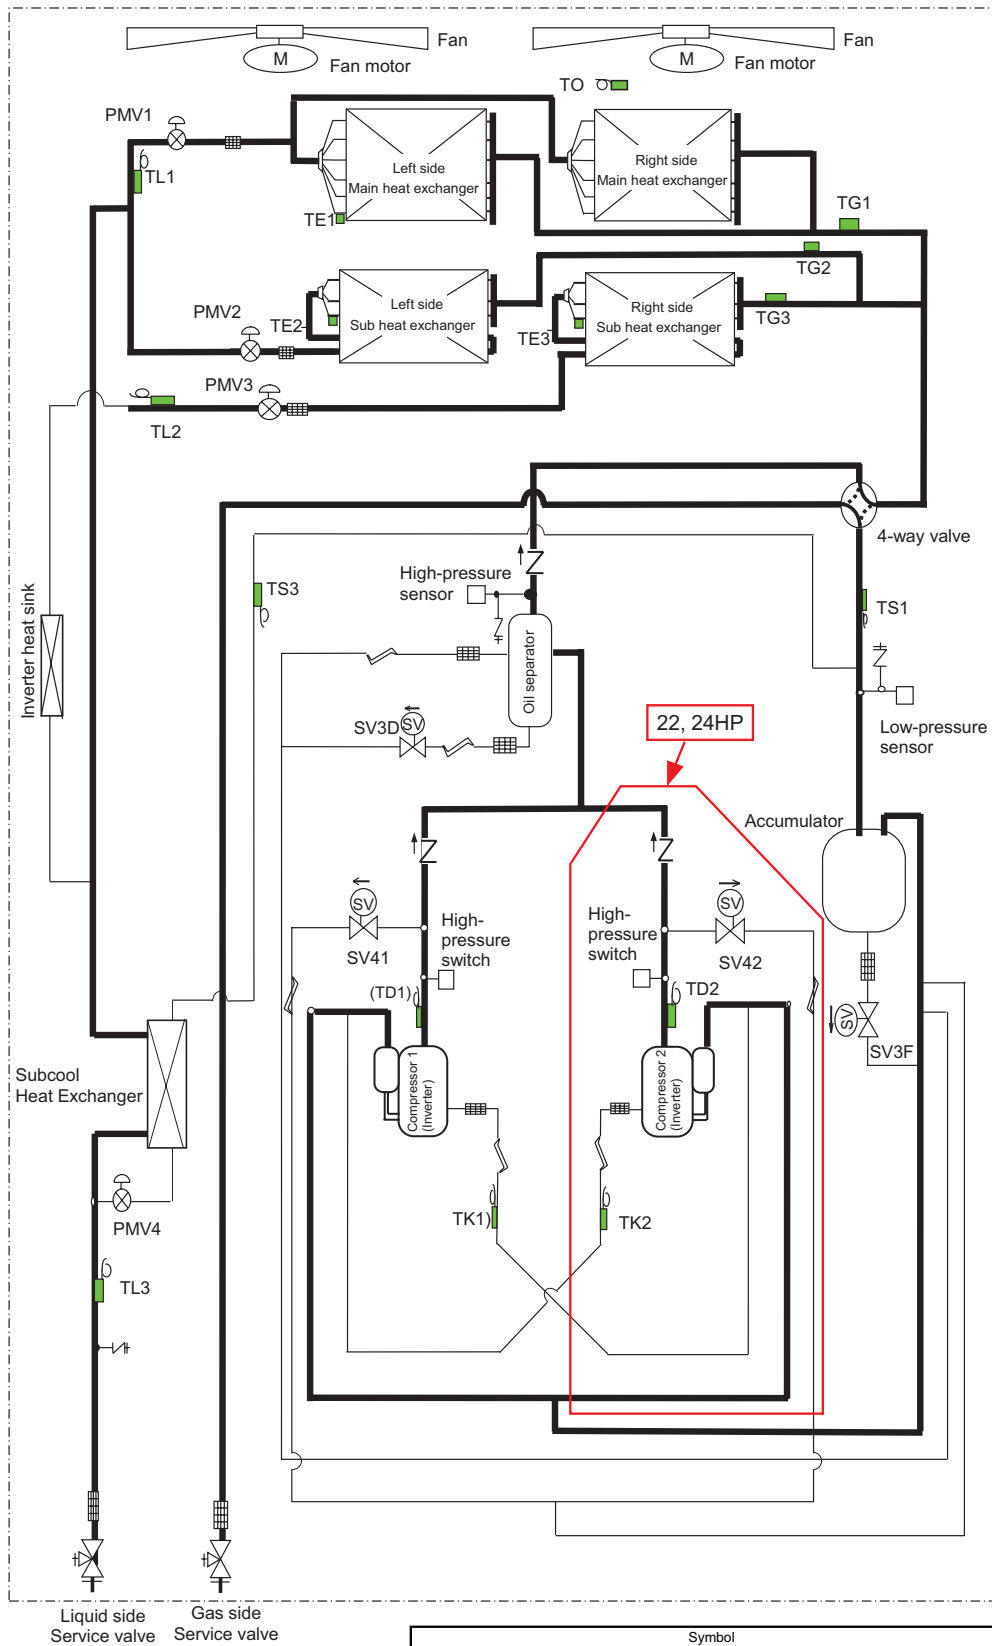 Fan
Fan
M
Fan motor
M
Fan motor
TO
PMV1
TL1
Left side
Main heat exchanger
Right side
Main heat exchanger
TE1
TG1
TG2
PMV2
TE2
Left side
Sub heat exchanger
TE3
Right side
Sub heat exchanger
TG3
PMV3
TL2
4-way valve
High-pressure
sensor
TS3
TS1
Inverter heat sink
Oil separator
SV3D
SV
22, 24HP
Low-pressure
sensor
Accumulator
SV
SV41
High-
pressure
switch
High-
pressure
switch
SV
SV42
(TD1)
TD2
SV
SV3F
Subcool
Heat Exchanger
Compressor 1
(Inverter)
Compressor 2
(Inverter)
PMV4
TK1)
TK2
TL3
Liquid side
Service valve
Gas side
Service valve
Symbol